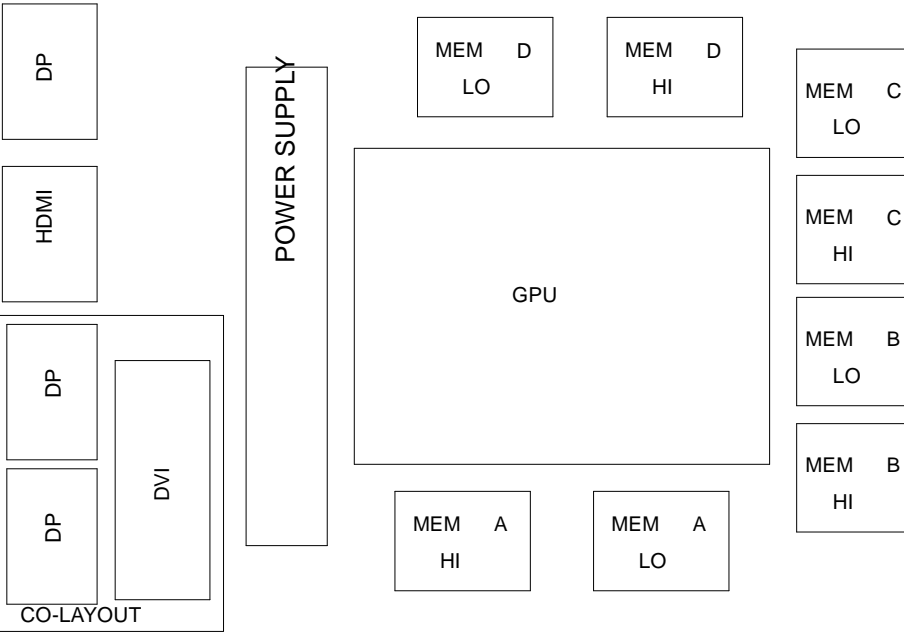 DP
HDMI
DP
DP
DVI
CO-LAYOUT
POWER SUPPLY
MEM D
LO
MEM D
HI
GPU
MEM A
HI
MEM A
LO
MEM C
LO
MEM C
HI
MEM B
LO
MEM B
HI